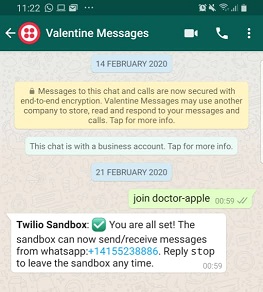 11:22
Valentine Messages
14 FEBRUARY 2020
Messages to this chat and calls are now secured with
end-to-end encryption. Valentine Messages may use another
company to store, read and respond to your messages and
calls. Tap for more info.
This chat is with a business account. Tap for more info.
21 FEBRUARY 2020
join doctor-apple 00:59
Twilio Sandbox: ✅ You are all set! The
sandbox can now send/receive messages
from whatsapp:+14155238886. Reply stop
to leave the sandbox any time.
00:59